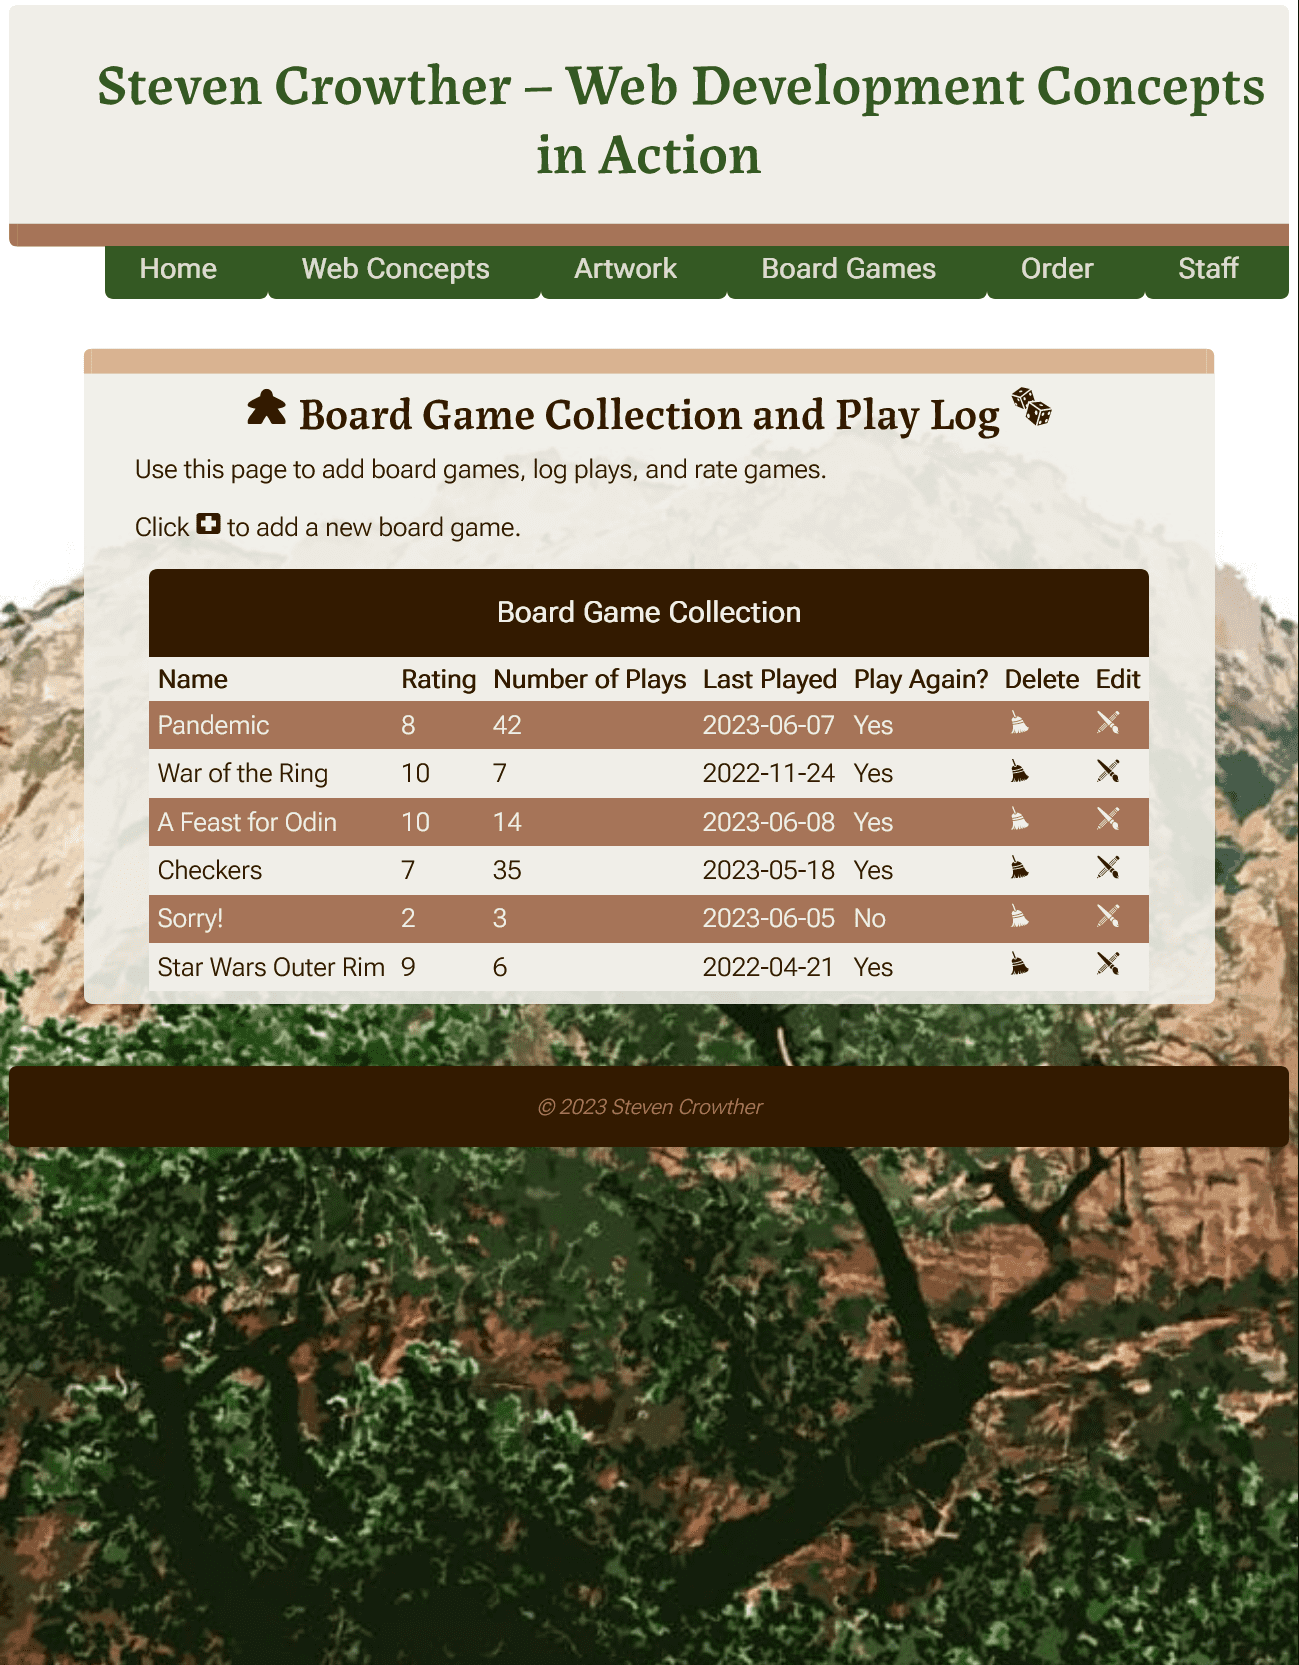 Steven Crowther – Web Development Concepts
in Action
Home Web Concepts Artwork Board Games Order Staff
Board Game Collection and Play Log
Use this page to add board games, log plays, and rate games.
Click to add a new board game.
Board Game Collection
Name Rating Number of Plays Last Played Play Again? Delete Edit
Pandemic 8 42 2023-06-07 Yes
War of the Ring 10 7 2022-11-24 Yes
A Feast for Odin 10 14 2023-06-08 Yes
Checkers 7 35 2023-05-18 Yes
Sorry! 2 3 2023-06-05 No
Star Wars Outer Rim 9 6 2022-04-21 Yes
© 2023 Steven Crowther